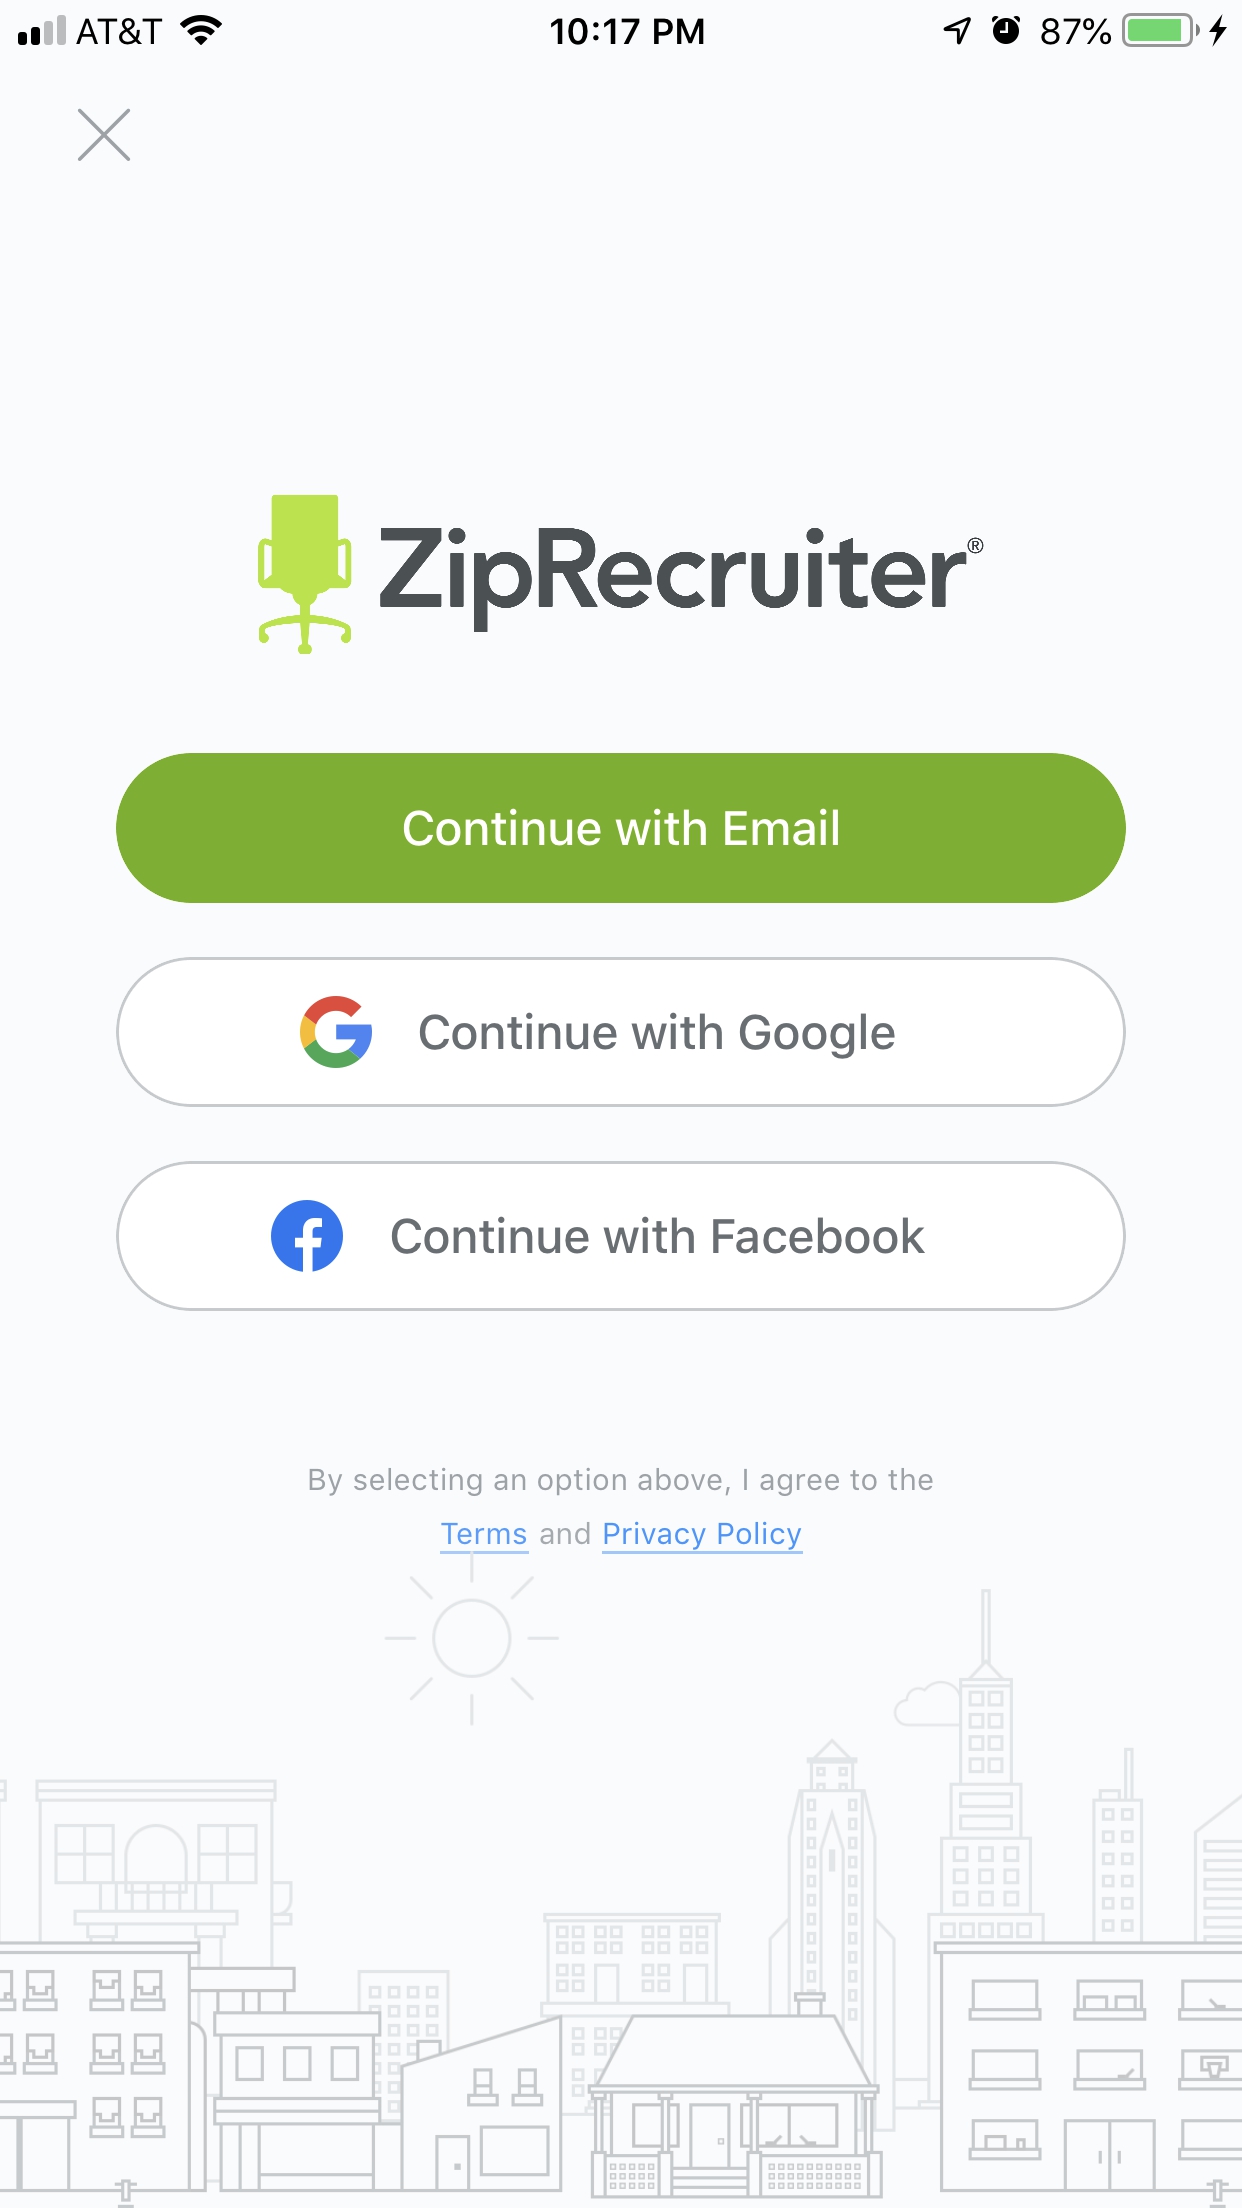 AT&T 10:17 PM 87%
ZipRecruiter®
Continue with Email
Continue with Google
Continue with Facebook
By selecting an option above, I agree to the
Terms and Privacy Policy